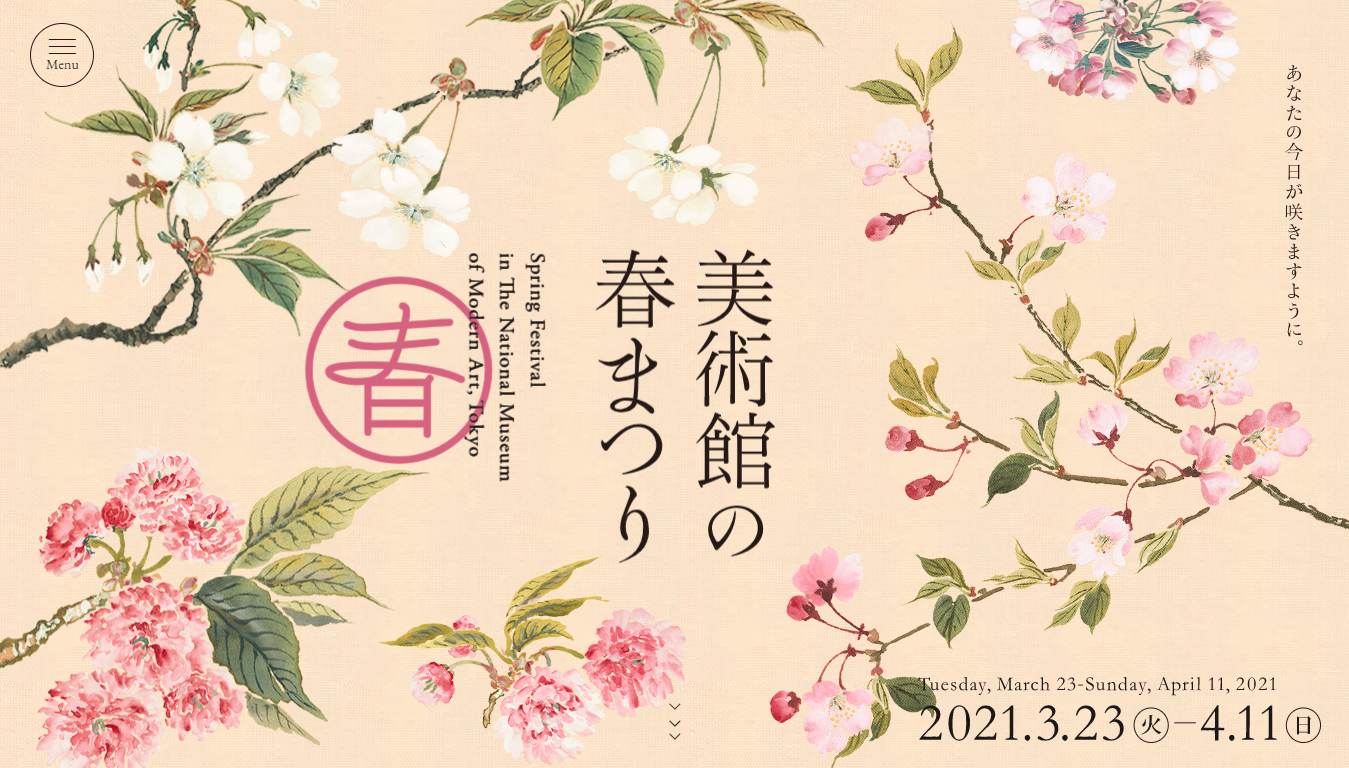 Menu
あなたの今日が咲きますように。
美術館の
春まつり
Spring Festival
in The National Museum
of Modern Art, Tokyo
春
Tuesday, March 23-Sunday, April 11, 2021
2021.3.23火−4.11日